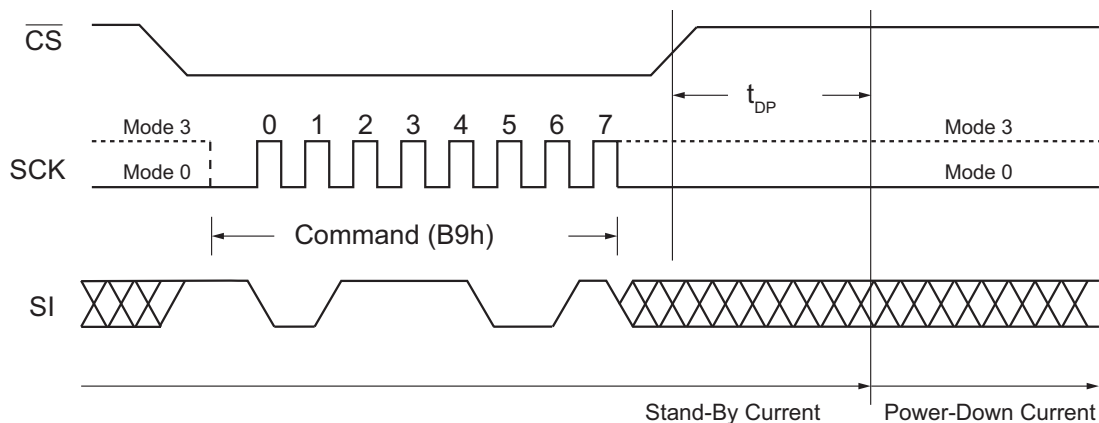 CS
t_DP
Mode 3 0 1 2 3 4 5 6 7 Mode 3
SCK
Mode 0 Mode 0
Command (B9h)
SI
Stand-By Current Power-Down Current